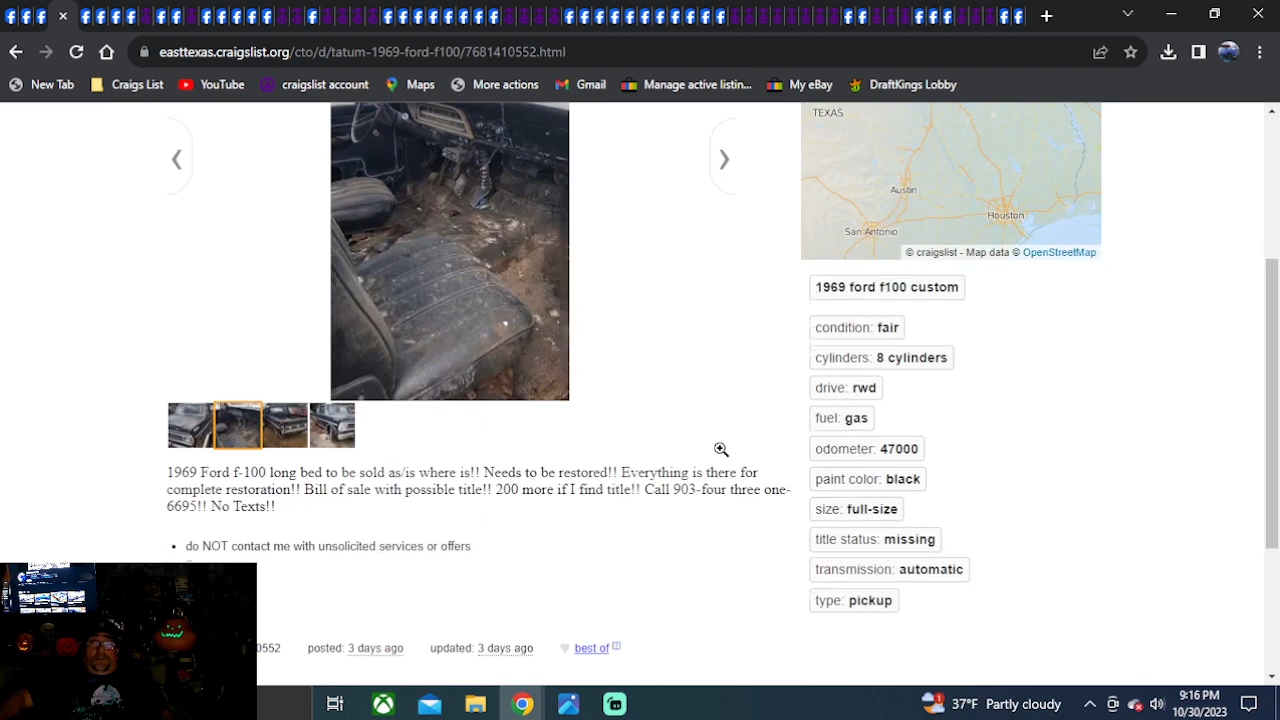 easttexas.craigslist.org/cto/d/tatum-1969-ford-f100/7681410552.html
New Tab
Craigs List
YouTube
craigslist account
Maps
More actions
Gmail
Manage active listin...
My eBay
DraftKings Lobby
TEXAS
Austin
Houston
San Antonio
© craigslist - Map data © OpenStreetMap
1969 ford f100 custom
condition: fair
cylinders: 8 cylinders
drive: rwd
fuel: gas
odometer: 47000
paint color: black
size: full-size
title status: missing
transmission: automatic
type: pickup
1969 Ford f-100 long bed to be sold as/is where is!! Needs to be restored!! Everything is there for
complete restoration!! Bill of sale with possible title!! 200 more if I find title!! Call 903-four three one-
6695!! No Texts!!
• do NOT contact me with unsolicited services or offers
0552 posted: 3 days ago updated: 3 days ago ♥ best of [?]
37°F Partly cloudy
9:16 PM
10/30/2023